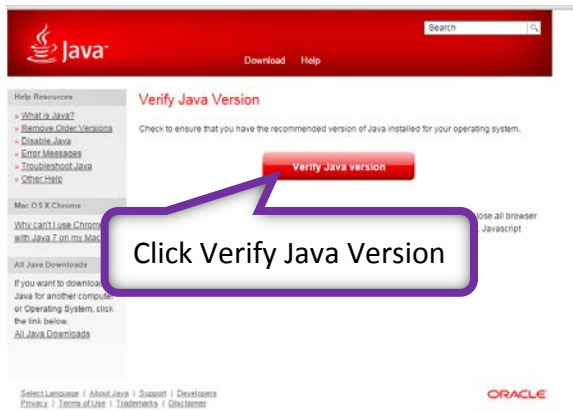 Java
Search
Download Help
Help Resources
» What is Java?
» Remove Older Versions
» Disable Java
» Error Messages
» Troubleshoot Java
» Other Help
Mac OS X Chrome
Why can't I use Chrome
with Java 7 on my Mac
All Java Downloads
If you want to download
Java for another computer
or Operating System, click
the link below.
All Java Downloads
Verify Java Version
Check to ensure that you have the recommended version of Java installed for your operating system.
Verify Java version
lose all browser
Javascript
Click Verify Java Version
Select Language | About Java | Support | Developers
Privacy | Terms of Use | Trademarks | Disclaimer
ORACLE